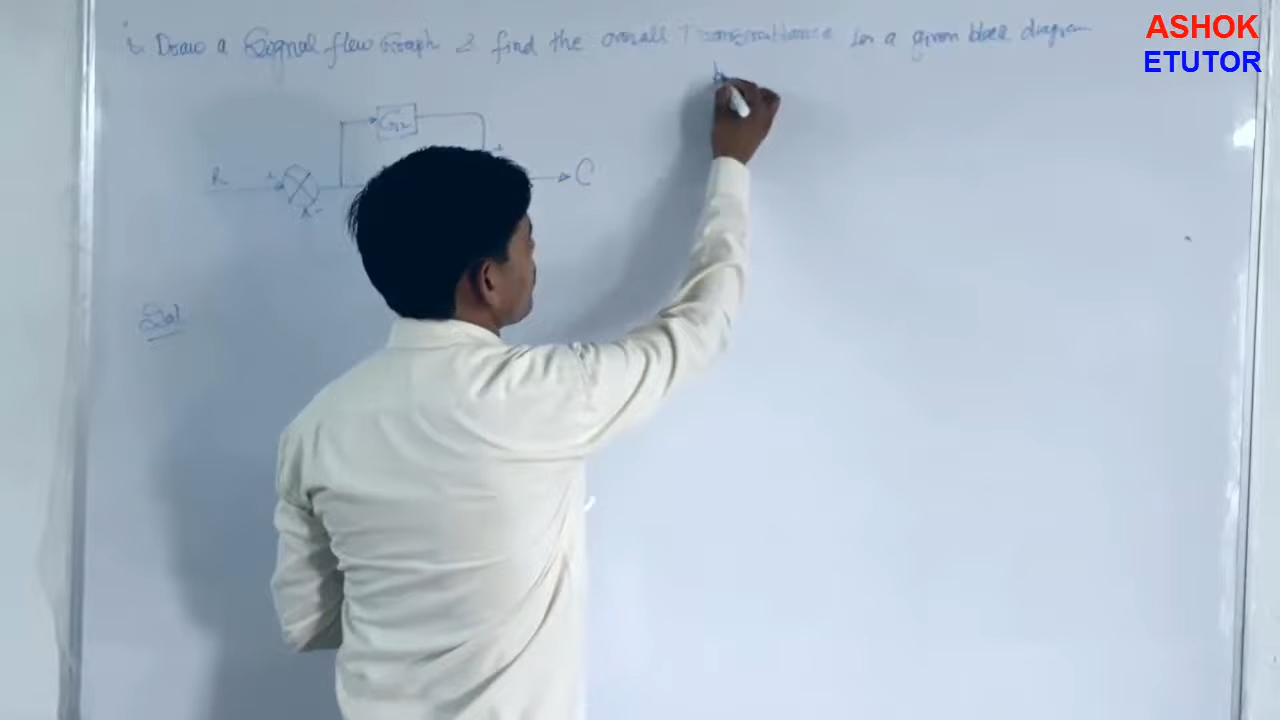 Draw a Signal flow Graph & find the overall Transmittance for a given block diagram
ASHOK
ETUTOR
G2
R
+
+
C
Sol